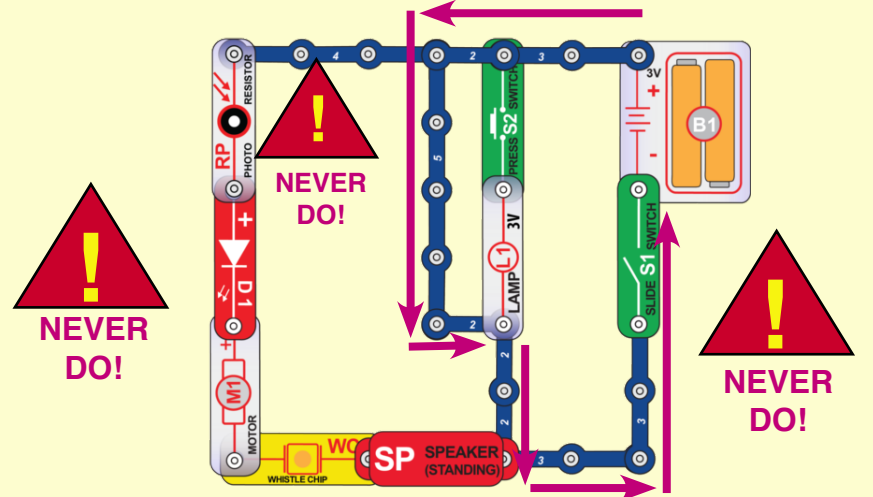 4
2
3
RESISTOR
PHOTO
RP
3V
+
-
B1
!
NEVER
DO!
PRESS S2 SWITCH
5
!
NEVER
DO!
+
D1
LAMP L1 3V
SLIDE S1 SWITCH
!
NEVER
DO!
2
2
+
M1
MOTOR
2
3
WC
WHISTLE CHIP
SP SPEAKER
(STANDING)
3